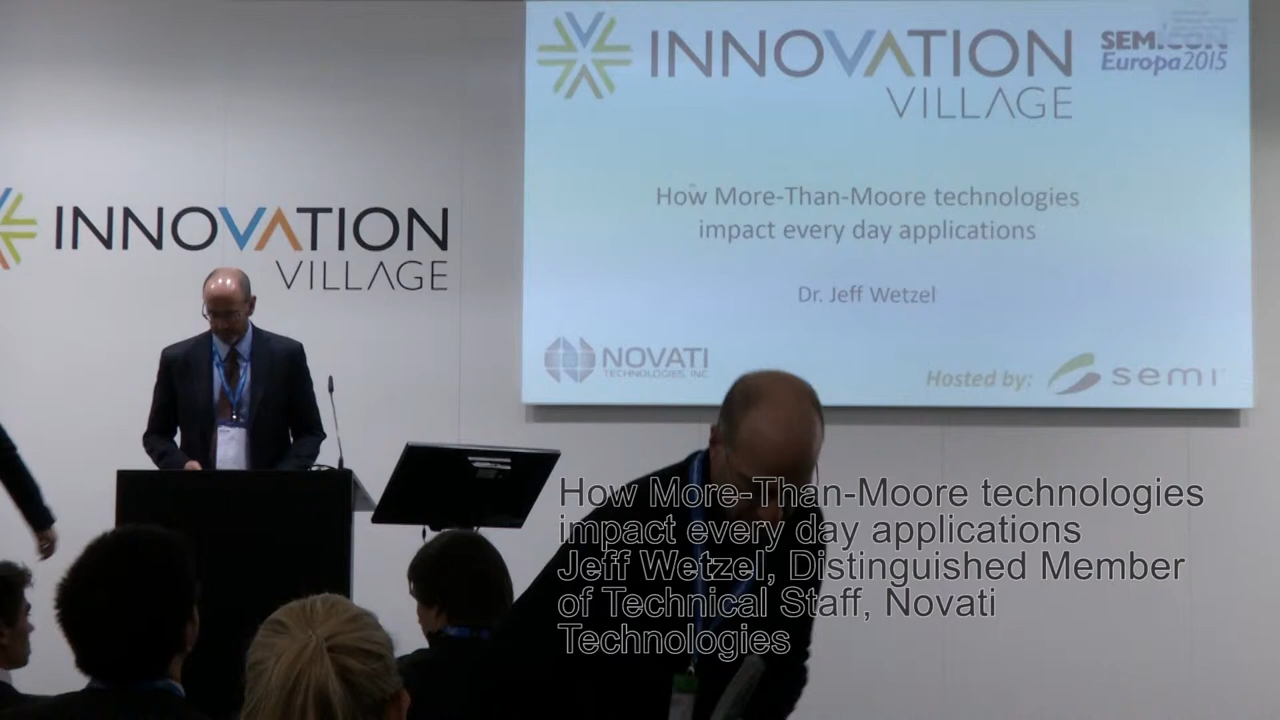 INNOVATION
VILLAGE
SEMICON
Europa2015
How More-Than-Moore technologies
impact every day applications
Dr. Jeff Wetzel
NOVATI
TECHNOLOGIES, INC.
Hosted by: semi
INNOVATION
VILLAGE
How More-Than-Moore technologies
impact every day applications
Jeff Wetzel, Distinguished Member
of Technical Staff, Novati
Technologies